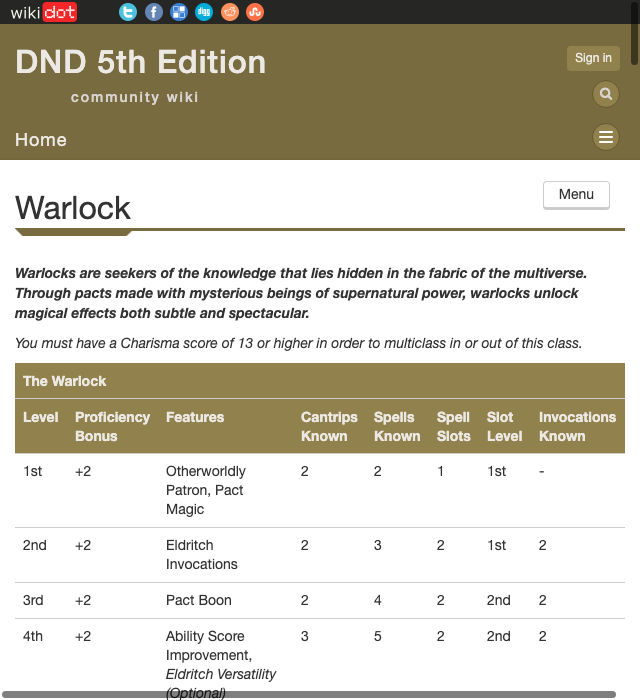 wikidot digg
DND 5th Edition
Sign in
community wiki
Home
Menu
Warlock
Warlocks are seekers of the knowledge that lies hidden in the fabric of the multiverse.
Through pacts made with mysterious beings of supernatural power, warlocks unlock
magical effects both subtle and spectacular.
You must have a Charisma score of 13 or higher in order to multiclass in or out of this class.
The Warlock
Level Proficiency Features Cantrips Spells Spell Slot Invocations
Bonus Known Known Slots Level Known
1st +2 Otherworldly 2 2 1 1st -
Patron, Pact
Magic
2nd +2 Eldritch 2 3 2 1st 2
Invocations
3rd +2 Pact Boon 2 4 2 2nd 2
4th +2 Ability Score 3 5 2 2nd 2
Improvement,
Eldritch Versatility
(Optional)